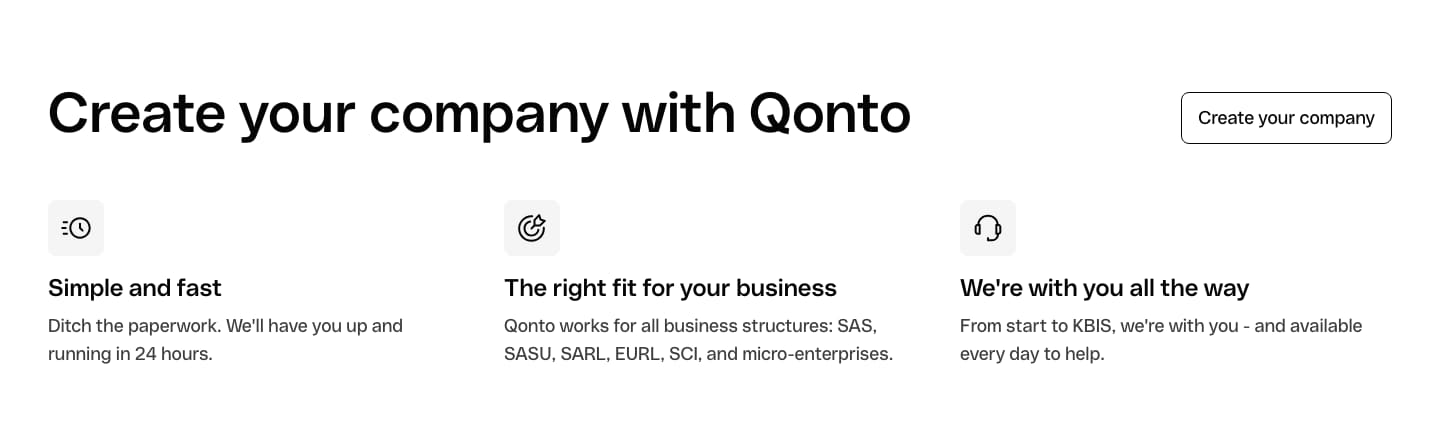 Create your company with Qonto
Create your company
Simple and fast
Ditch the paperwork. We'll have you up and
running in 24 hours.
The right fit for your business
Qonto works for all business structures: SAS,
SASU, SARL, EURL, SCI, and micro-enterprises.
We're with you all the way
From start to KBIS, we're with you - and available
every day to help.